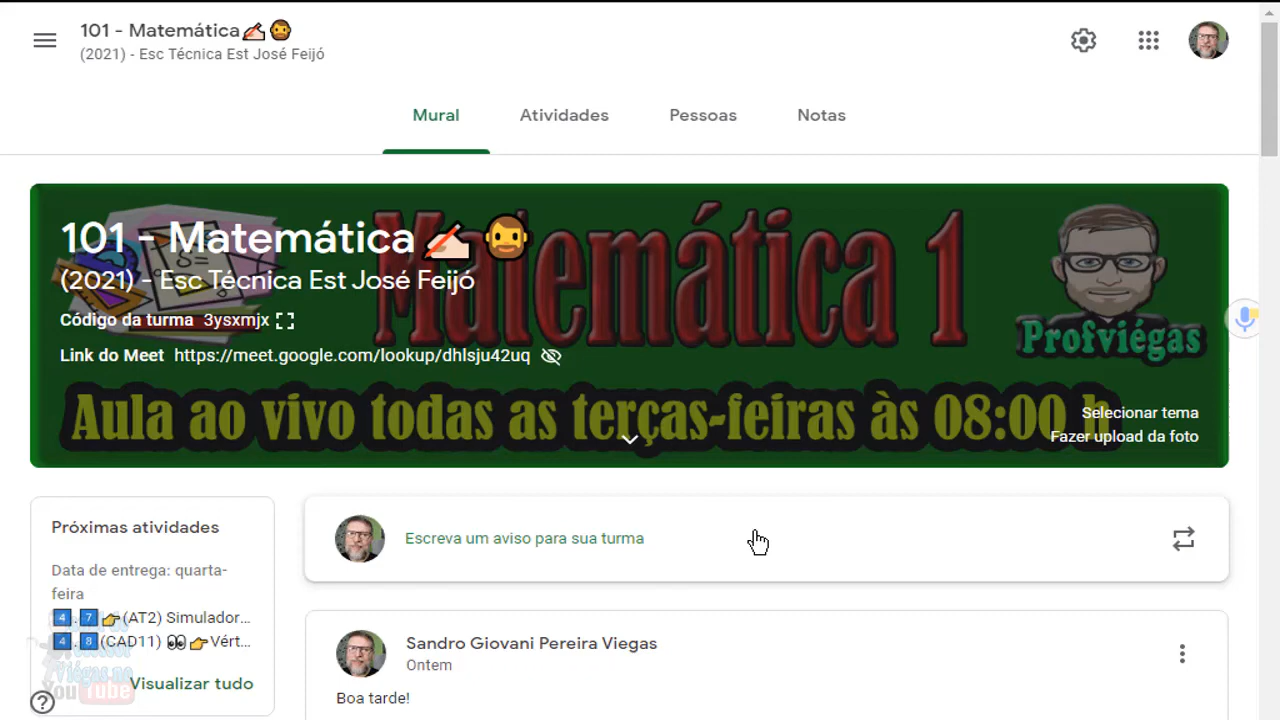 101 - Matemática✍🏻🧔
(2021) - Esc Técnica Est José Feijó
Mural
Atividades
Pessoas
Notas
Matemática 1
101 - Matemática ✍🏻🧔
(2021) - Esc Técnica Est José Feijó
Código da turma 3ysxmjx
Link do Meet https://meet.google.com/lookup/dhlsju42uq
Profviégas
Aula ao vivo todas as terças-feiras às 08:00 h
Selecionar tema
Fazer upload da foto
Próximas atividades
Data de entrega: quarta-
feira
4️⃣.7️⃣👉(AT2) Simulador...
4️⃣.8️⃣(CAD11) 👀👉Vért...
Visualizar tudo
Escreva um aviso para sua turma
Sandro Giovani Pereira Viegas
Ontem
Boa tarde!
Professor
Viégas no
YouTube